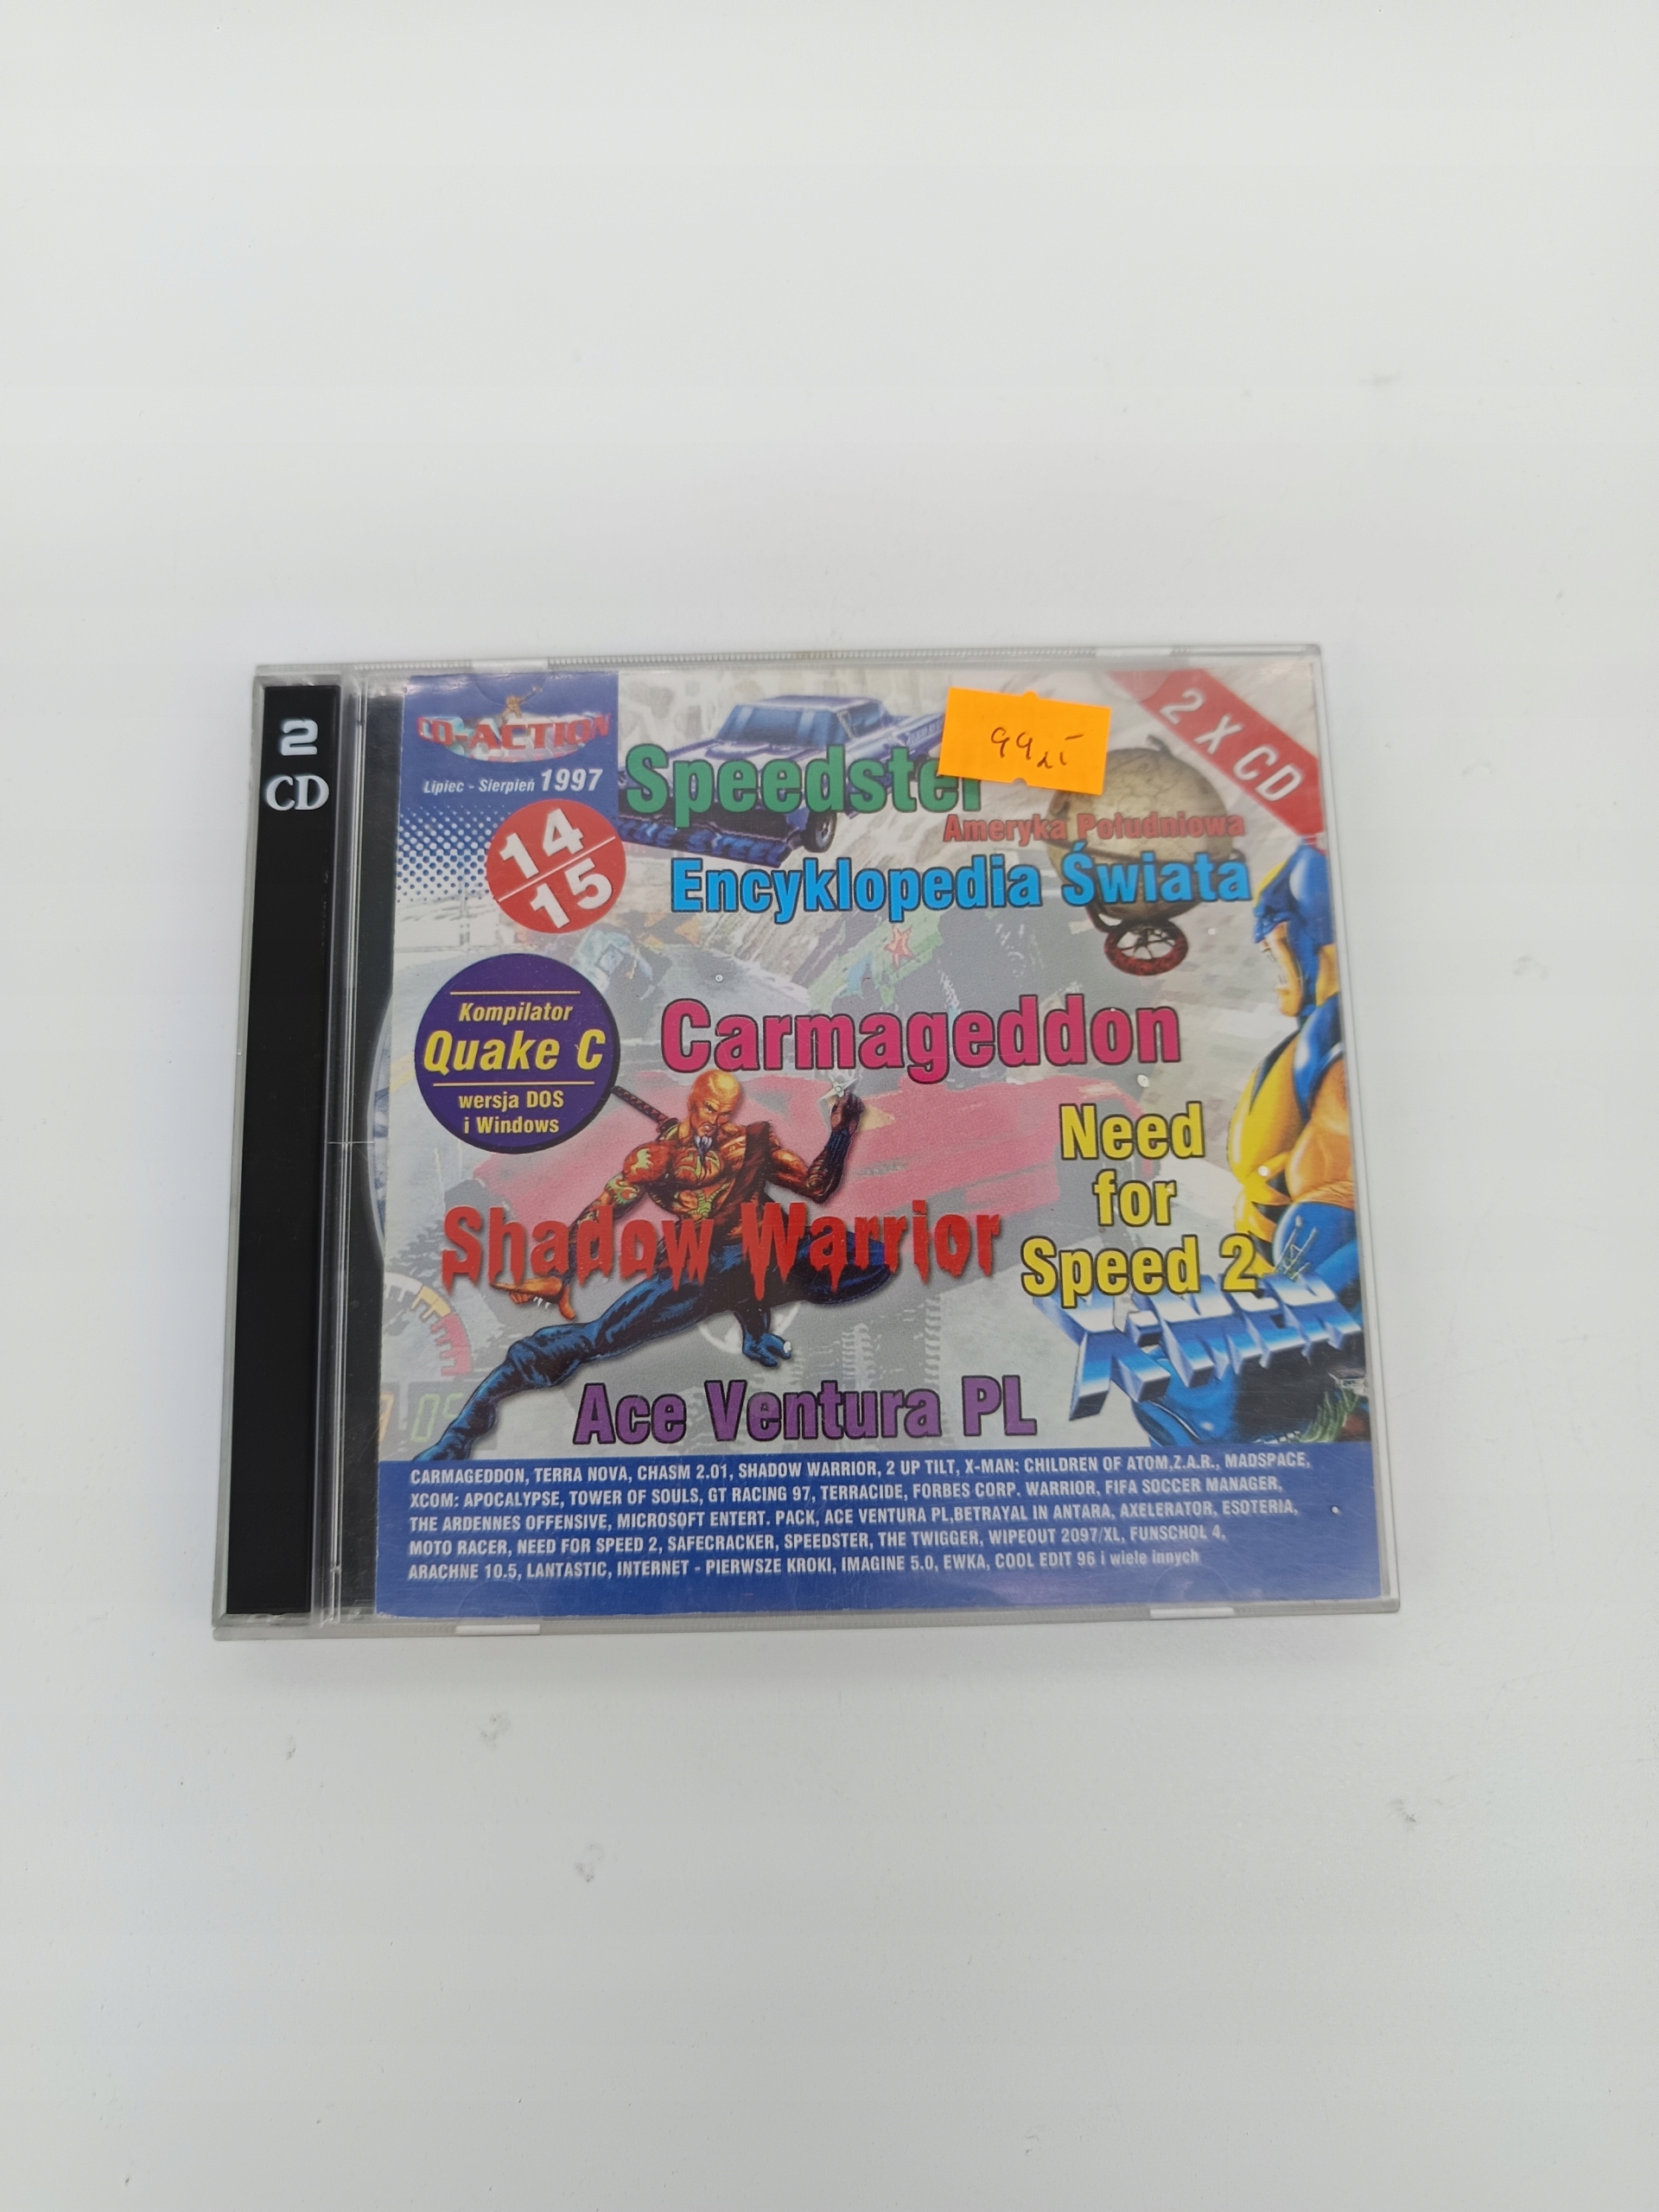 2
CD
CD-ACTION
Lipiec - Sierpień 1997
14
15
Speedster
99 zł
2 X CD
Ameryka Południowa
Encyklopedia Świata
Kompilator
Quake C
wersja DOS
i Windows
Carmageddon
Need
for
Speed 2
Shadow Warrior
X-MEN
Ace Ventura PL
CARMAGEDDON, TERRA NOVA, CHASM 2.01, SHADOW WARRIOR, 2 UP TILT, X-MAN: CHILDREN OF ATOM,Z.A.R., MADSPACE,
XCOM: APOCALYPSE, TOWER OF SOULS, GT RACING 97, TERRACIDE, FORBES CORP. WARRIOR, FIFA SOCCER MANAGER,
THE ARDENNES OFFENSIVE, MICROSOFT ENTERT. PACK, ACE VENTURA PL,BETRAYAL IN ANTARA, AXELERATOR, ESOTERIA,
MOTO RACER, NEED FOR SPEED 2, SAFECRACKER, SPEEDSTER, THE TWIGGER, WIPEOUT 2097/XL, FUNSCHOL 4,
ARACHNE 10.5, LANTASTIC, INTERNET - PIERWSZE KROKI, IMAGINE 5.0, EWKA, COOL EDIT 96 i wiele innych